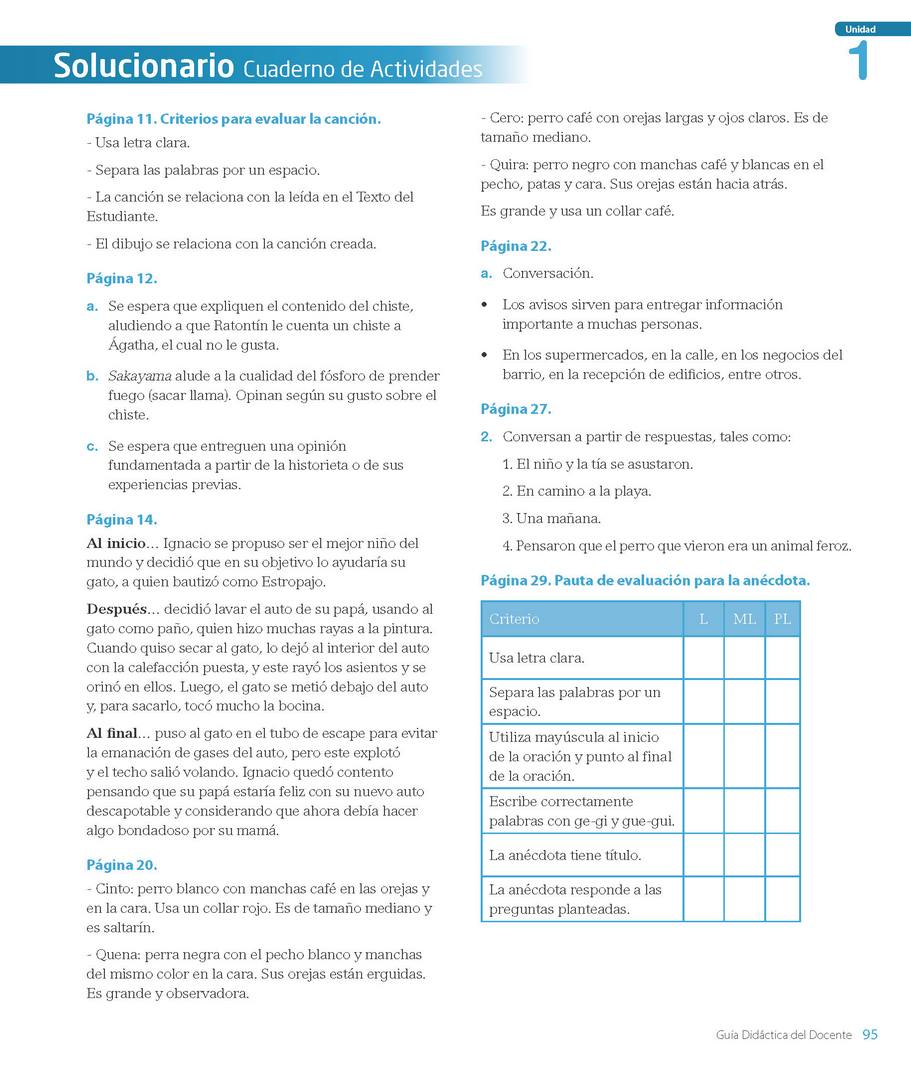 Unidad
1
Solucionario Cuaderno de Actividades
Página 11. Criterios para evaluar la canción.
- Usa letra clara.
- Separa las palabras por un espacio.
- La canción se relaciona con la leída en el Texto del
Estudiante.
- El dibujo se relaciona con la canción creada.
Página 12.
a. Se espera que expliquen el contenido del chiste,
aludiendo a que Ratontín le cuenta un chiste a
Ágatha, el cual no le gusta.
b. Sakayama alude a la cualidad del fósforo de prender
fuego (sacar llama). Opinan según su gusto sobre el
chiste.
c. Se espera que entreguen una opinión
fundamentada a partir de la historieta o de sus
experiencias previas.
Página 14.
Al inicio... Ignacio se propuso ser el mejor niño del
mundo y decidió que en su objetivo lo ayudaría su
gato, a quien bautizó como Estropajo.
Después... decidió lavar el auto de su papá, usando al
gato como paño, quien hizo muchas rayas a la pintura.
Cuando quiso secar al gato, lo dejó al interior del auto
con la calefacción puesta, y este rayó los asientos y se
orinó en ellos. Luego, el gato se metió debajo del auto
y, para sacarlo, tocó mucho la bocina.
Al final... puso al gato en el tubo de escape para evitar
la emanación de gases del auto, pero este explotó
y el techo salió volando. Ignacio quedó contento
pensando que su papá estaría feliz con su nuevo auto
descapotable y considerando que ahora debía hacer
algo bondadoso por su mamá.
Página 20.
- Cinto: perro blanco con manchas café en las orejas y
en la cara. Usa un collar rojo. Es de tamaño mediano y
es saltarín.
- Quena: perra negra con el pecho blanco y manchas
del mismo color en la cara. Sus orejas están erguidas.
Es grande y observadora.
- Cero: perro café con orejas largas y ojos claros. Es de
tamaño mediano.
- Quira: perro negro con manchas café y blancas en el
pecho, patas y cara. Sus orejas están hacia atrás.
Es grande y usa un collar café.
Página 22.
a. Conversación.
• Los avisos sirven para entregar información
importante a muchas personas.
• En los supermercados, en la calle, en los negocios del
barrio, en la recepción de edificios, entre otros.
Página 27.
2. Conversan a partir de respuestas, tales como:
1. El niño y la tía se asustaron.
2. En camino a la playa.
3. Una mañana.
4. Pensaron que el perro que vieron era un animal feroz.
Página 29. Pauta de evaluación para la anécdota.
Criterio L ML PL
Usa letra clara.
Separa las palabras por un
espacio.
Utiliza mayúscula al inicio
de la oración y punto al final
de la oración.
Escribe correctamente
palabras con ge-gi y gue-gui.
La anécdota tiene título.
La anécdota responde a las
preguntas planteadas.
Guía Didáctica del Docente 95